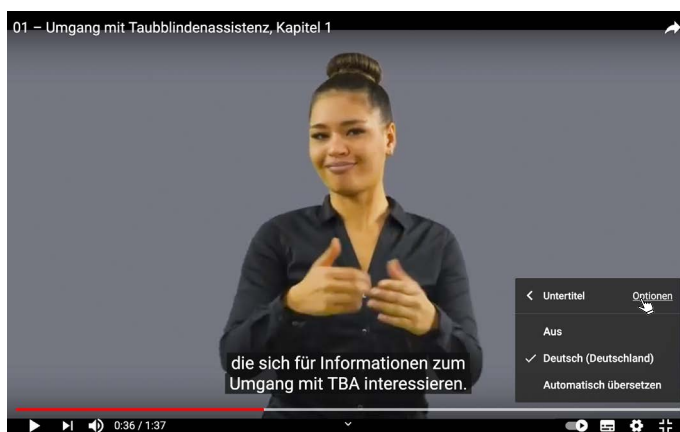 01 – Umgang mit Taubblindenassistenz, Kapitel 1
Untertitel Optionen
Aus
Deutsch (Deutschland)
Automatisch übersetzen
die sich für Informationen zum
Umgang mit TBA interessieren.
0:36 / 1:37